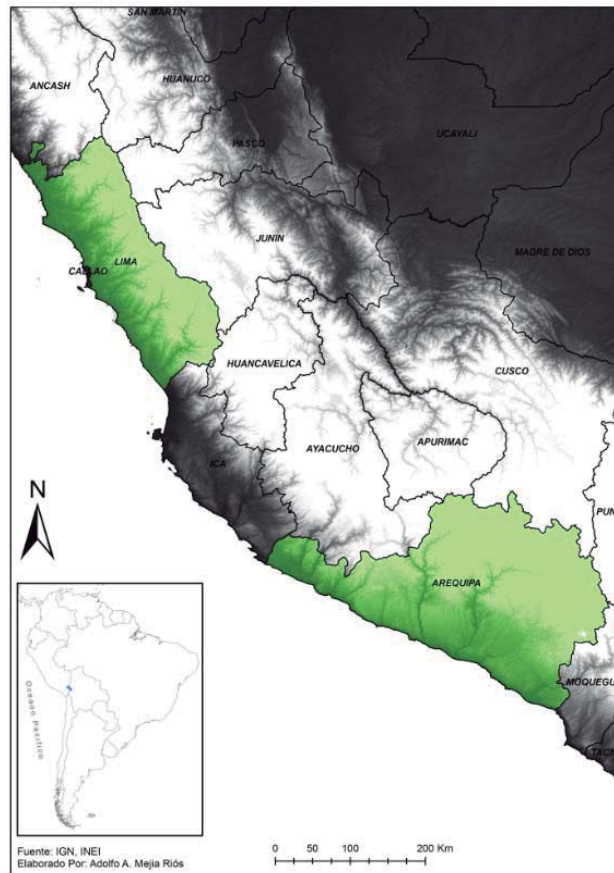 SAN MARTIN
ANCASH
HUANUCO
UCAYALI
PASCO
JUNIN
MADRE DE DIOS
LIMA
CALLAO
HUANCAVELICA
CUSCO
AYACUCHO
APURIMAC
ICA
PUN
AREQUIPA
MOQUEGU
TACN
N
Oceano Pacifico
Fuente: IGN, INEI
Elaborado Por: Adolfo A. Mejia Riós
0 50 100 200 Km